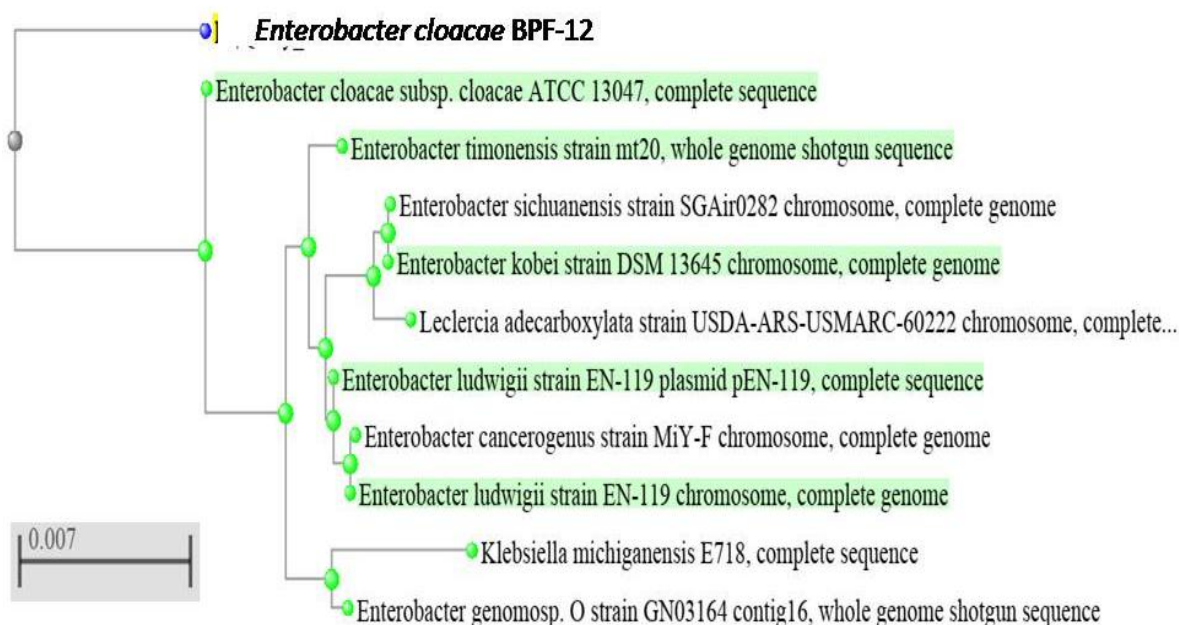 Enterobacter cloacae BPF-12
Enterobacter cloacae subsp. cloacae ATCC 13047, complete sequence
Enterobacter timonensis strain mt20, whole genome shotgun sequence
Enterobacter sichuanensis strain SGAir0282 chromosome, complete genome
Enterobacter kobei strain DSM 13645 chromosome, complete genome
Leclercia adecarboxylata strain USDA-ARS-USMARC-60222 chromosome, complete...
Enterobacter ludwigii strain EN-119 plasmid pEN-119, complete sequence
Enterobacter cancerogenus strain MiY-F chromosome, complete genome
Enterobacter ludwigii strain EN-119 chromosome, complete genome
0.007
Klebsiella michiganensis E718, complete sequence
Enterobacter genomosp. O strain GN03164 contig16, whole genome shotgun sequence